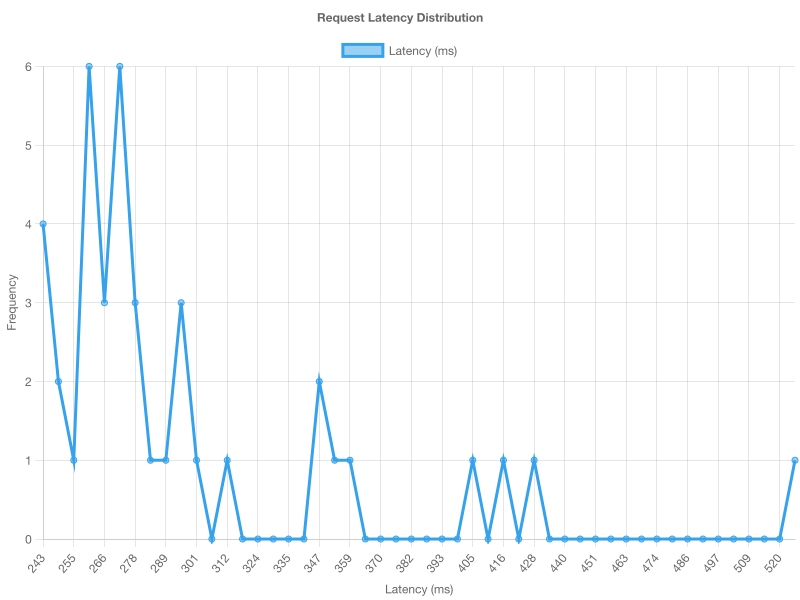 Request Latency Distribution
Latency (ms)
6
5
4
3
2
1
0
Frequency
243 255 266 278 289 301 312 324 335 347 359 370 382 393 405 416 428 440 451 463 474 486 497 509 520
Latency (ms)